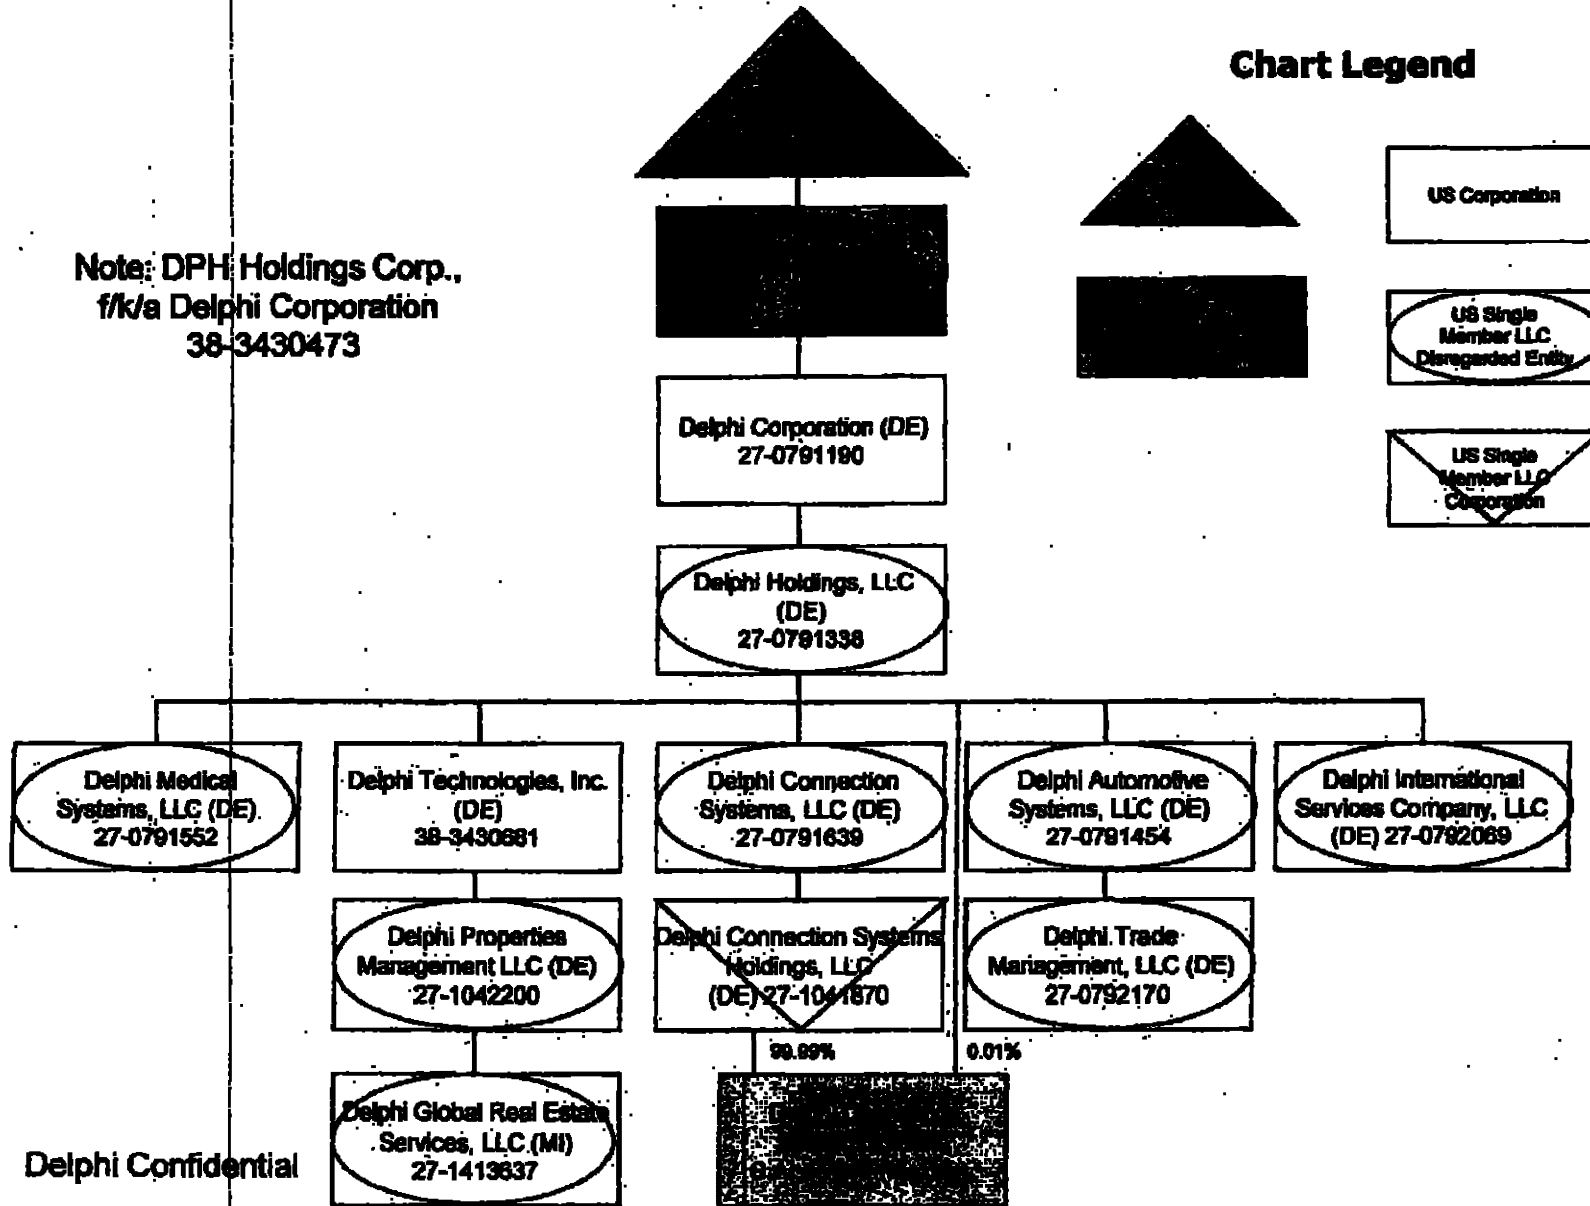 Chart Legend
US Corporation
Note: DPH Holdings Corp.,
f/k/a Delphi Corporation
38-3430473
US Single
Member LLC
Disregarded Entity
Delphi Corporation (DE)
27-0791190
US Single
Member LLC
Corporation
Delphi Holdings, LLC
(DE)
27-0791338
Delphi Medical
Systems, LLC (DE)
27-0791552
Delphi Technologies, Inc.
(DE)
38-3430681
Delphi Connection
Systems, LLC (DE)
27-0791639
Delphi Automotive
Systems, LLC (DE)
27-0791454
Delphi International
Services Company, LLC
(DE) 27-0792069
Delphi Properties
Management LLC (DE)
27-1042200
Delphi Connection Systems
Holdings, LLC
(DE) 27-1041870
Delphi Trade
Management, LLC (DE)
27-0792170
99.99%
0.01%
Delphi Global Real Estate
Services, LLC (MI)
27-1413637
Delphi Confidential